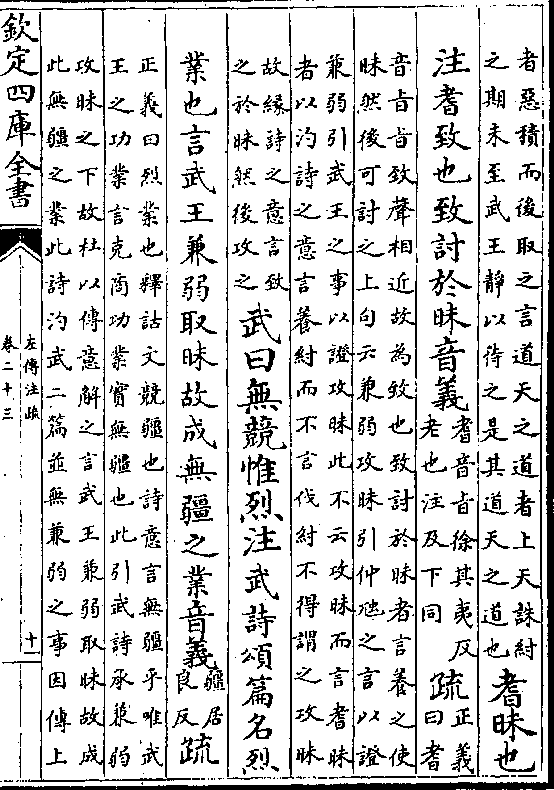 者惡積而後取之言道天之道者上天誅紂
之期未至武王靜以待之是其道天之道也
耆昧也
注耆致也致討於昧音義
耆音㫖徐其夷反
老也注及下同
疏
正義
曰耆
音㫖㫖致聲相近故為致也致討於昧者言養之使
昧然後可討之上句云兼弱攻昧引仲虺之言以證
兼弱引武王之事以證攻昧此不云攻昧而言耆昧
者以汋詩之意言養紂而不言伐紂不得謂之攻昧
故緣詩之意言致
之於昧然後攻之
武曰無競惟烈注武詩頌篇名烈
業也言武王兼弱取昧故成無疆之業音義
疆居
良反
疏
正義曰烈業也釋詁文競疆也詩意言無疆乎唯武
王之功業言克商功業實無疆也此引武詩承兼弱
攻昧之下故杜以傳意解之言武王兼弱取昧故成
此無疆之業此詩汋武二篇並無兼弱之事因傳上
欽定四庫全書
左傳注疏
卷二十三
十